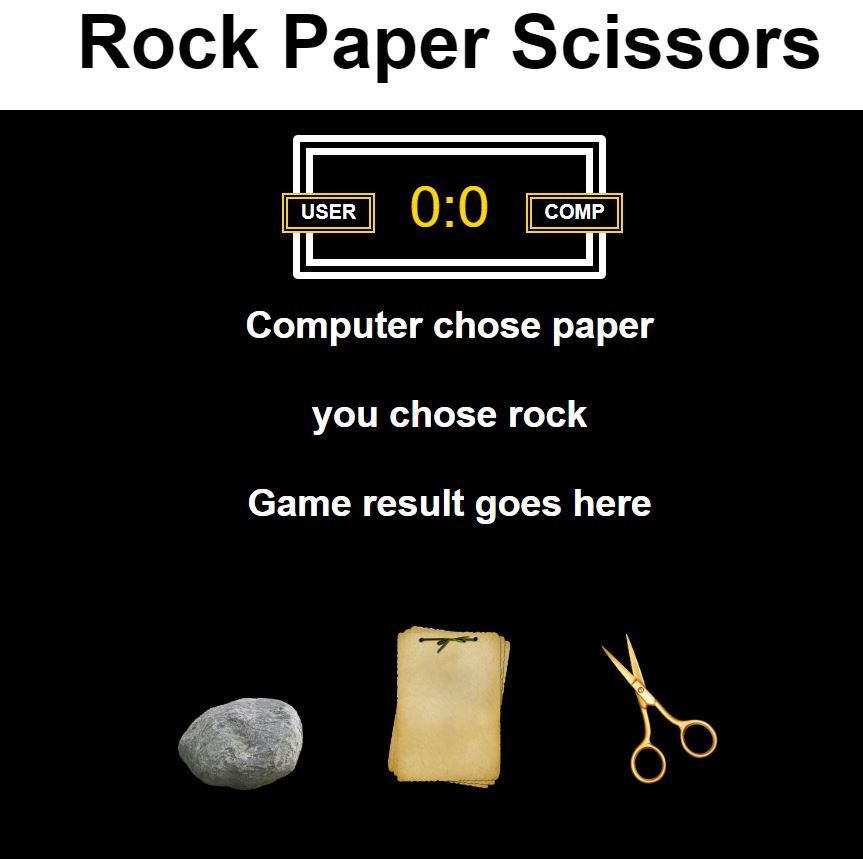 Rock Paper Scissors
USER 0:0 COMP
Computer chose paper
you chose rock
Game result goes here